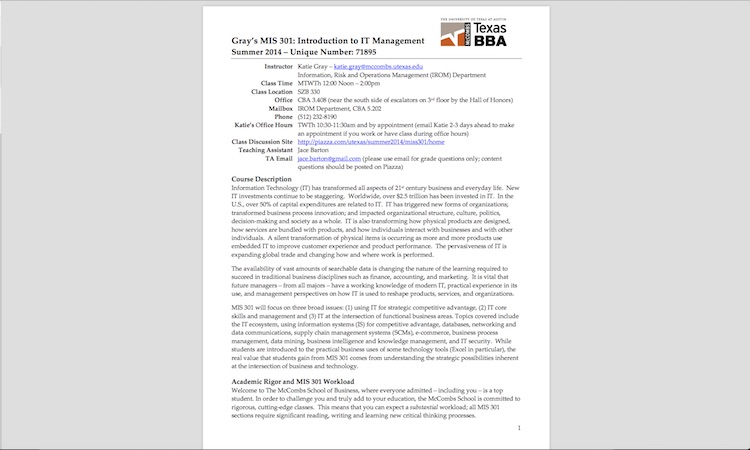 THE UNIVERSITY OF TEXAS AT AUSTIN
McCOMBS
Texas
BBA
Gray's MIS 301: Introduction to IT Management
Summer 2014 – Unique Number: 71895
Instructor Katie Gray – katie.gray@mccombs.utexas.edu
Information, Risk and Operations Management (IROM) Department
Class Time MTWTh 12:00 Noon – 2:00pm
Class Location SZB 330
Office CBA 3.408 (near the south side of escalators on 3rd floor by the Hall of Honors)
Mailbox IROM Department, CBA 5.202
Phone (512) 232-8190
Katie's Office Hours TWTh 10:30-11:30am and by appointment (email Katie 2-3 days ahead to make
an appointment if you work or have class during office hours)
Class Discussion Site http://piazza.com/utexas/summer2014/miss301/home
Teaching Assistant Jace Barton
TA Email jace.barton@gmail.com (please use email for grade questions only; content
questions should be posted on Piazza)
Course Description
Information Technology (IT) has transformed all aspects of 21st century business and everyday life. New
IT investments continue to be staggering. Worldwide, over $2.5 trillion has been invested in IT. In the
U.S., over 50% of capital expenditures are related to IT. IT has triggered new forms of organizations;
transformed business process innovation; and impacted organizational structure, culture, politics,
decision-making and society as a whole. IT is also transforming how physical products are designed,
how services are bundled with products, and how individuals interact with businesses and with other
individuals. A silent transformation of physical items is occurring as more and more products use
embedded IT to improve customer experience and product performance. The pervasiveness of IT is
expanding global trade and changing how and where work is performed.
The availability of vast amounts of searchable data is changing the nature of the learning required to
succeed in traditional business disciplines such as finance, accounting, and marketing. It is vital that
future managers – from all majors – have a working knowledge of modern IT, practical experience in its
use, and management perspectives on how IT is used to reshape products, services, and organizations.
MIS 301 will focus on three broad issues: (1) using IT for strategic competitive advantage, (2) IT core
skills and management and (3) IT at the intersection of functional business areas. Topics covered include
the IT ecosystem, using information systems (IS) for competitive advantage, databases, networking and
data communications, supply chain management systems (SCMs), e-commerce, business process
management, data mining, business intelligence and knowledge management, and IT security. While
students are introduced to the practical business uses of some technology tools (Excel in particular), the
real value that students gain from MIS 301 comes from understanding the strategic possibilities inherent
at the intersection of business and technology.
Academic Rigor and MIS 301 Workload
Welcome to The McCombs School of Business, where everyone admitted – including you – is a top
student. In order to challenge you and truly add to your education, the McCombs School is committed to
rigorous, cutting-edge classes. This means that you can expect a substantial workload; all MIS 301
sections require significant reading, writing and learning new critical thinking processes.
1